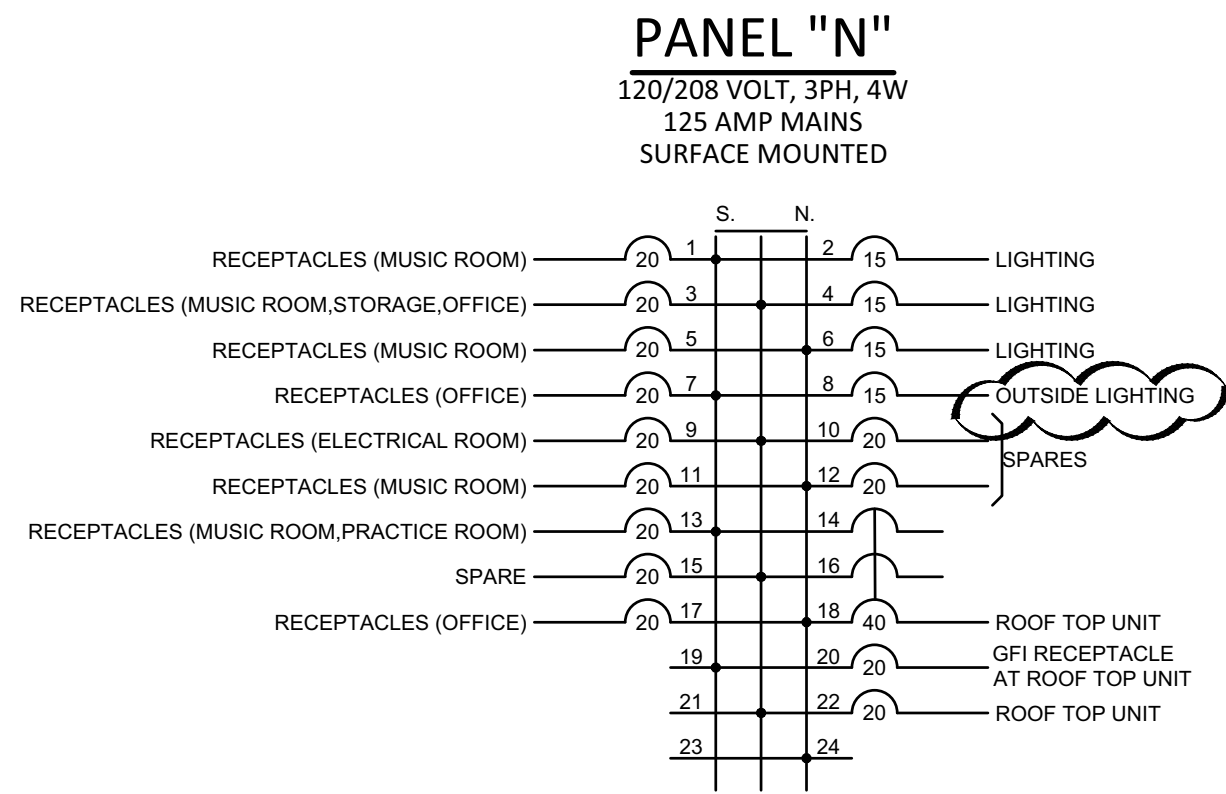 PANEL "N"
120/208 VOLT, 3PH, 4W
125 AMP MAINS
SURFACE MOUNTED
S. N.
RECEPTACLES (MUSIC ROOM) 20 1 2 15 LIGHTING
RECEPTACLES (MUSIC ROOM,STORAGE,OFFICE) 20 3 4 15 LIGHTING
RECEPTACLES (MUSIC ROOM) 20 5 6 15 LIGHTING
RECEPTACLES (OFFICE) 20 7 8 15 OUTSIDE LIGHTING
RECEPTACLES (ELECTRICAL ROOM) 20 9 10 20
SPARES
RECEPTACLES (MUSIC ROOM) 20 11 12 20
RECEPTACLES (MUSIC ROOM,PRACTICE ROOM) 20 13 14
SPARE 20 15 16
RECEPTACLES (OFFICE) 20 17 18 40 ROOF TOP UNIT
19 20 20 GFI RECEPTACLE
AT ROOF TOP UNIT
21 22 20 ROOF TOP UNIT
23 24